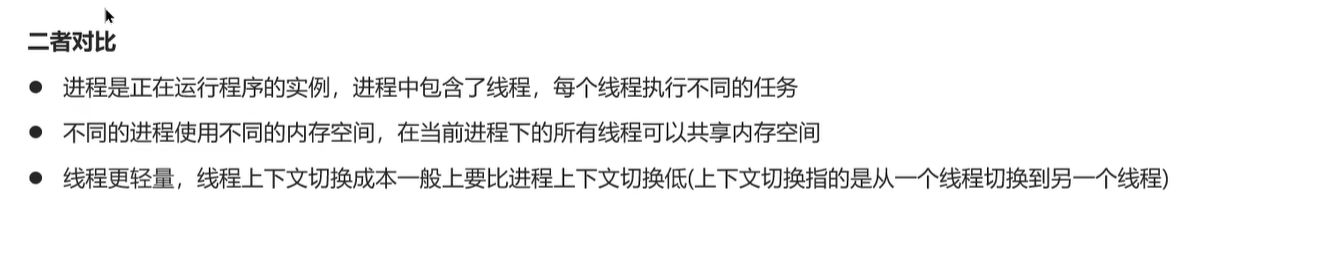 二者对比
● 进程是正在运行程序的实例，进程中包含了线程，每个线程执行不同的任务
● 不同的进程使用不同的内存空间，在当前进程下的所有线程可以共享内存空间
● 线程更轻量，线程上下文切换成本一般上要比进程上下文切换低(上下文切换指的是从一个线程切换到另一个线程)